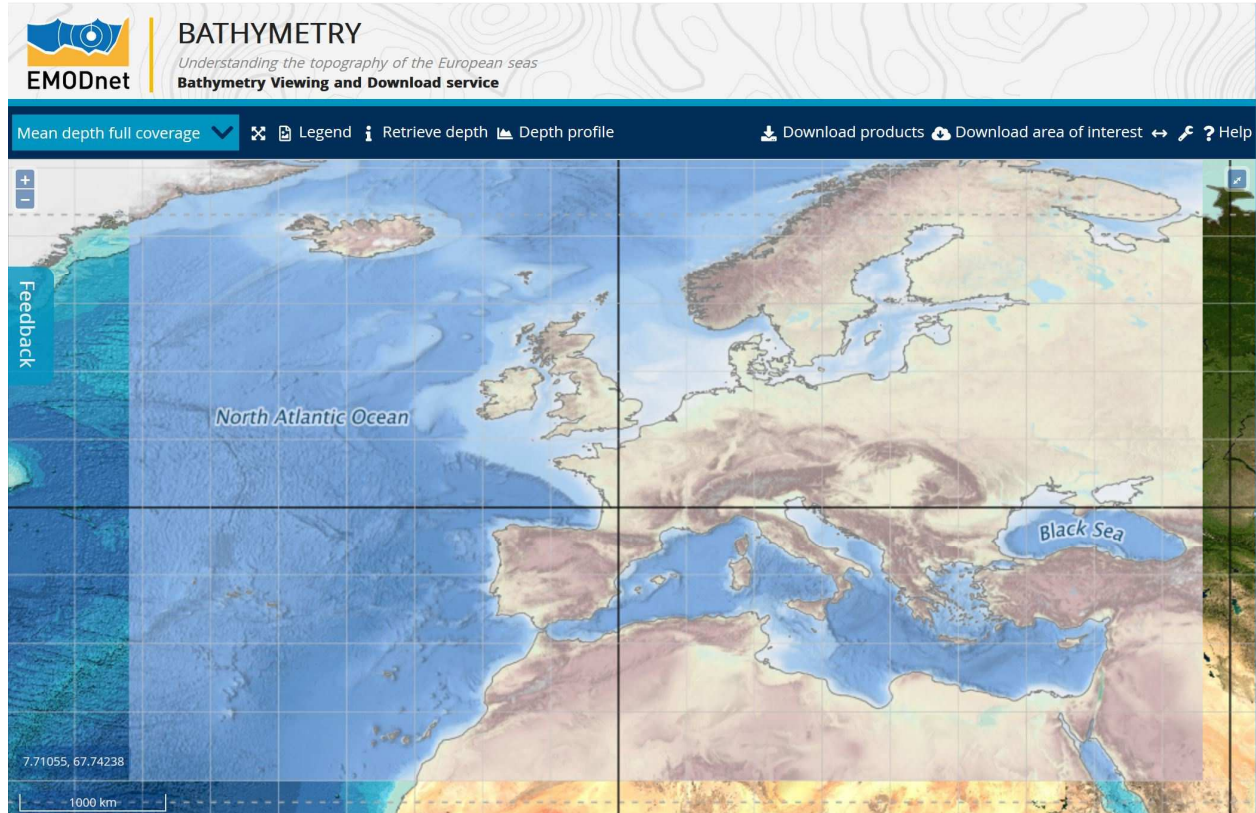 EMODnet
BATHYMETRY
Understanding the topography of the European seas
Bathymetry Viewing and Download service
Mean depth full coverage
Legend
Retrieve depth
Depth profile
Download products
Download area of interest
Help
+
−
Feedback
North Atlantic Ocean
Black Sea
7.71055, 67.74238
1000 km